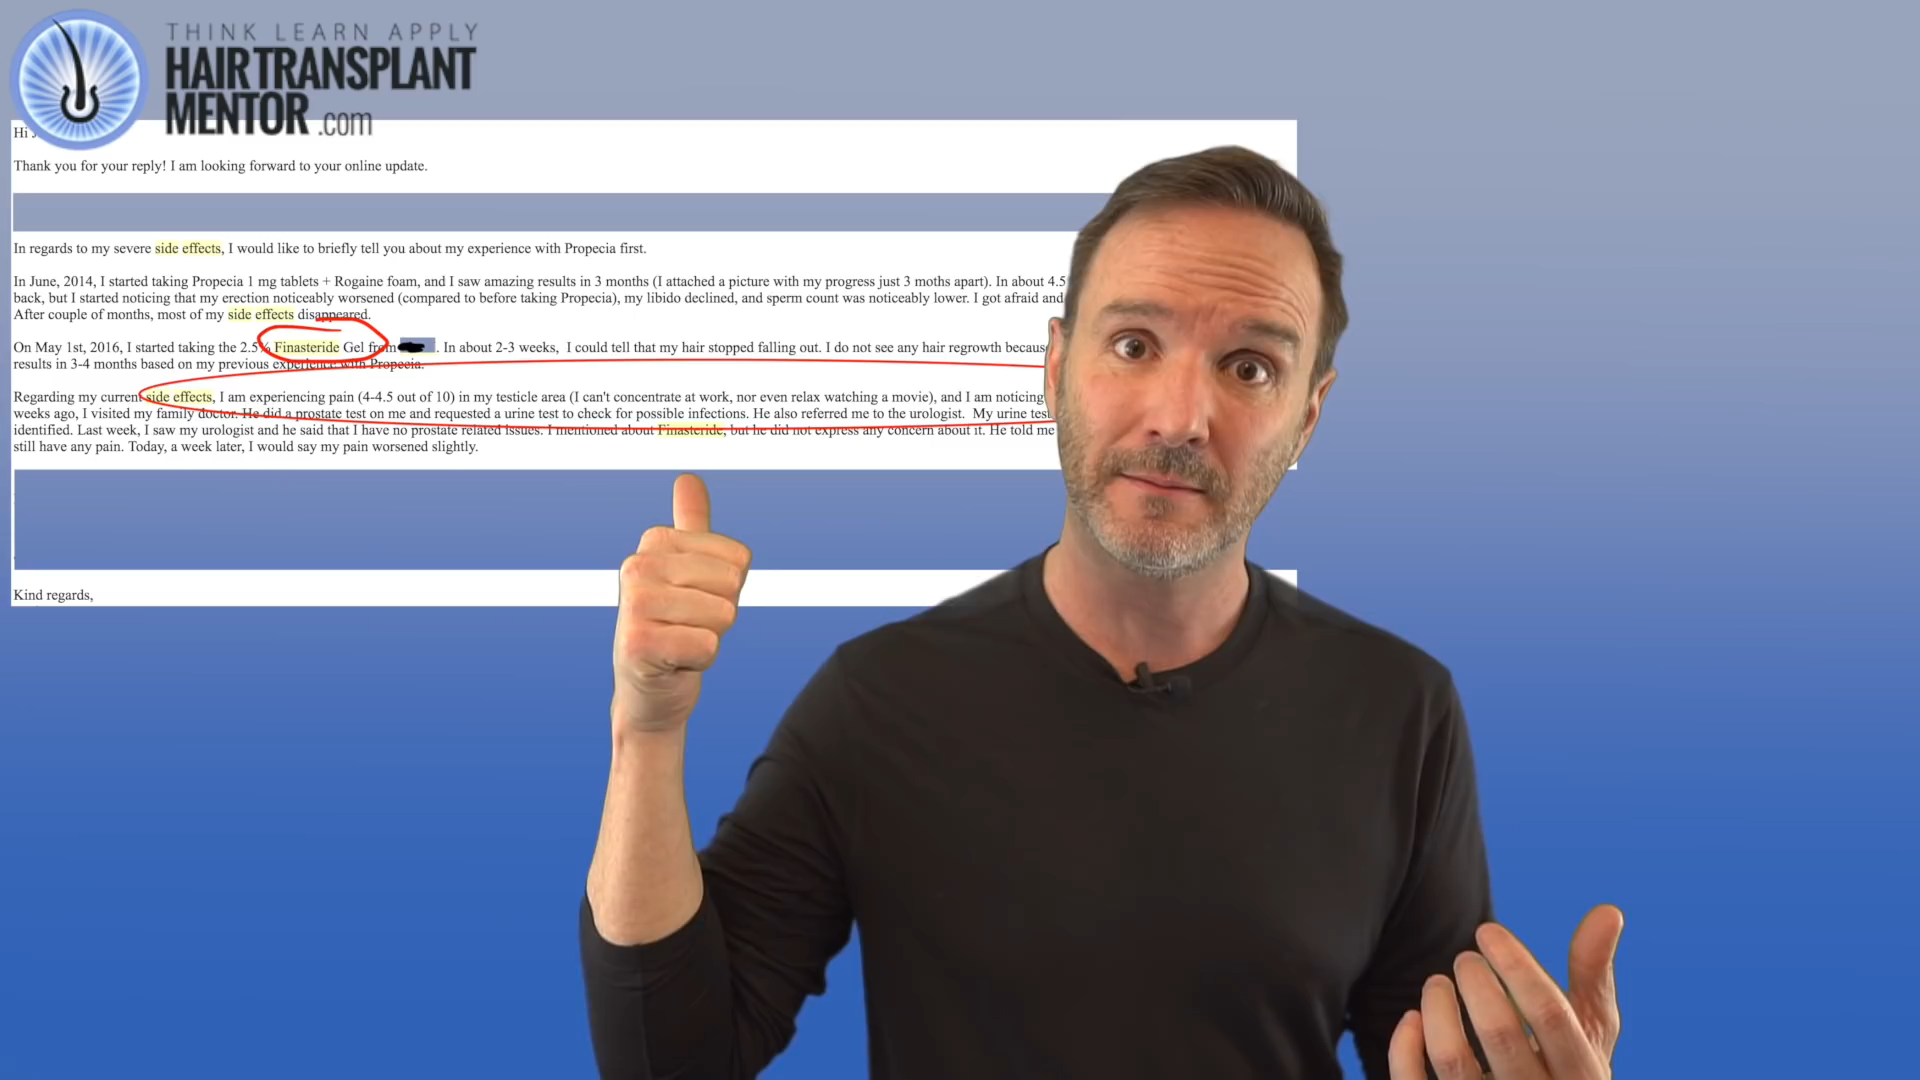 THINK LEARN APPLY
HAIR TRANSPLANT
MENTOR .com
Hi
Thank you for your reply! I am looking forward to your online update.
In regards to my severe side effects, I would like to briefly tell you about my experience with Propecia first.
In June, 2014, I started taking Propecia 1 mg tablets + Rogaine foam, and I saw amazing results in 3 months (I attached a picture with my progress just 3 moths apart). In about 4.5
back, but I started noticing that my erection noticeably worsened (compared to before taking Propecia), my libido declined, and sperm count was noticeably lower. I got afraid and
After couple of months, most of my side effects disappeared.
On May 1st, 2016, I started taking the 2.5% Finasteride Gel from . In about 2-3 weeks, I could tell that my hair stopped falling out. I do not see any hair regrowth because
results in 3-4 months based on my previous experience with Propecia.
Regarding my current side effects, I am experiencing pain (4-4.5 out of 10) in my testicle area (I can't concentrate at work, nor even relax watching a movie), and I am noticing
weeks ago, I visited my family doctor. He did a prostate test on me and requested a urine test to check for possible infections. He also referred me to the urologist. My urine test
identified. Last week, I saw my urologist and he said that I have no prostate related issues. I mentioned about Finasteride, but he did not express any concern about it. He told me
still have any pain. Today, a week later, I would say my pain worsened slightly.
Kind regards,